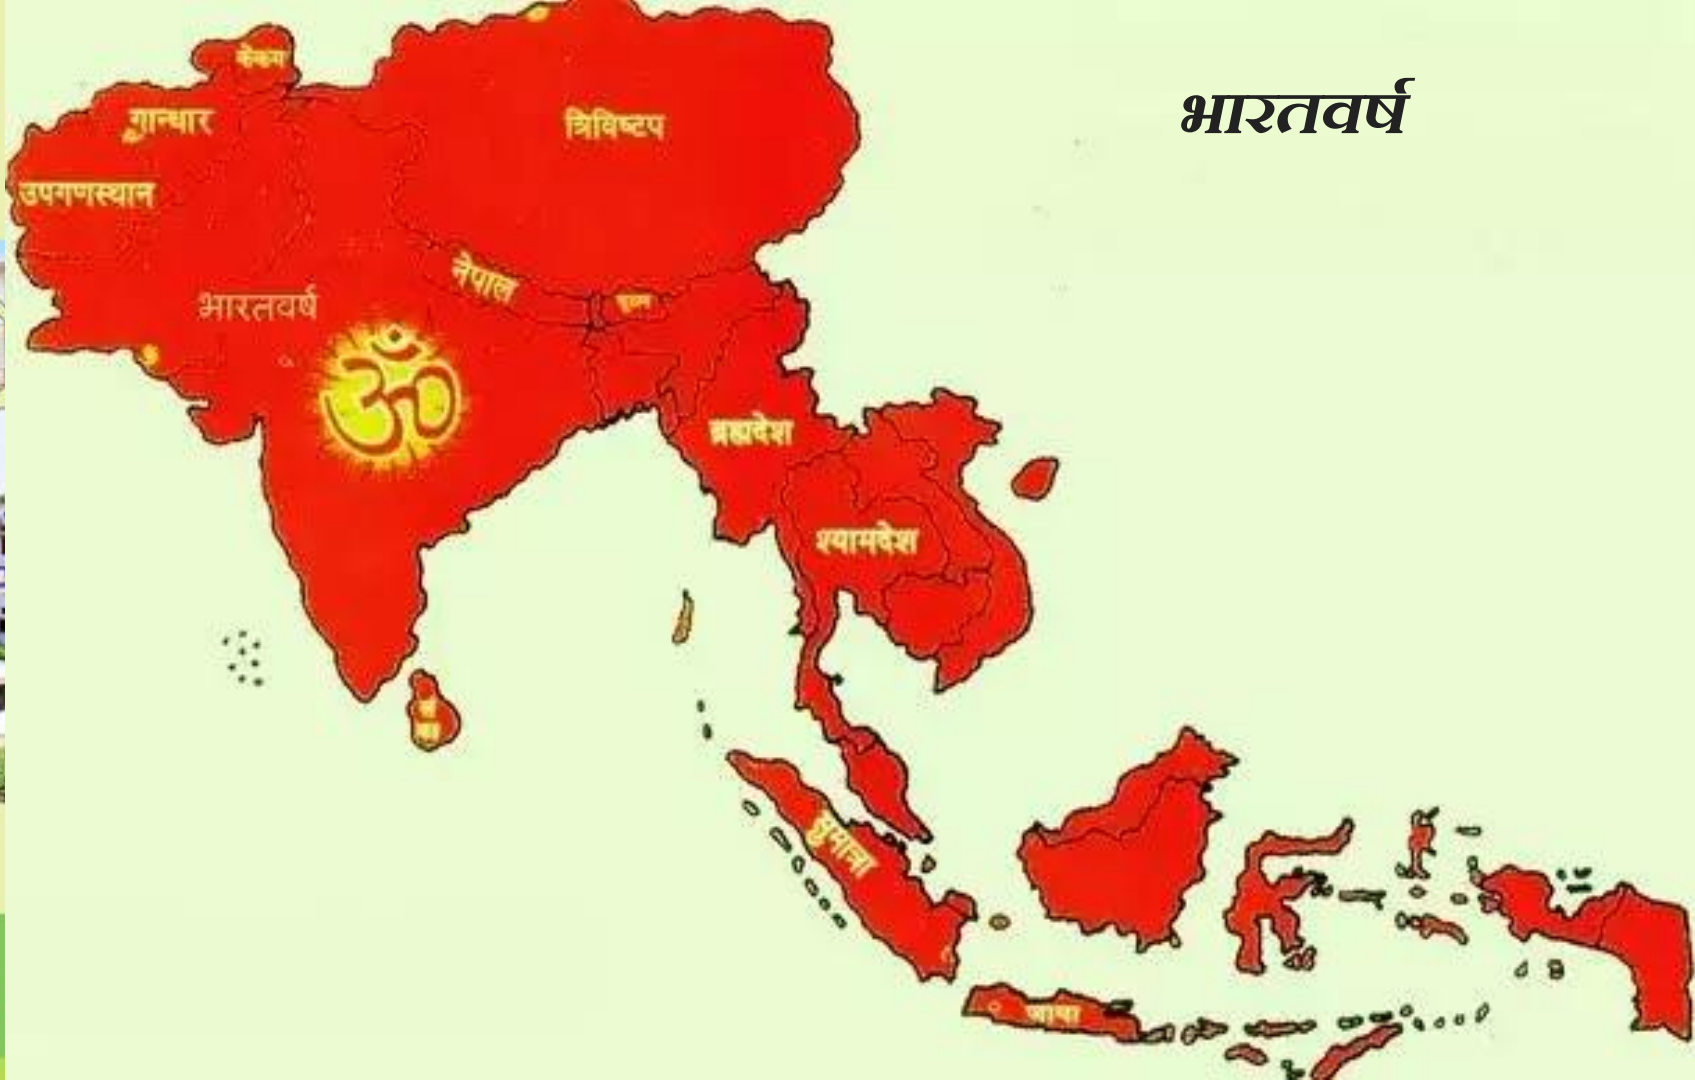 भारतवर्ष
केकय
गान्धार
त्रिविष्टप
उपगणस्थान
नेपाल
भारतवर्ष
ॐ
ब्रह्मदेश
श्यामदेश
सुमात्रा
जावा